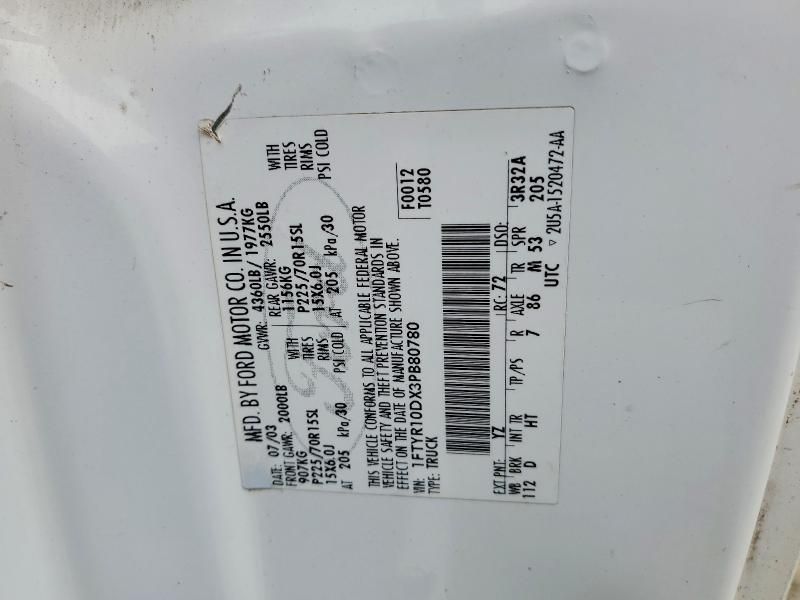 MFD. BY FORD MOTOR CO. IN U.S.A.
DATE: 07/03 GVWR: 4360LB/ 1977KG
FRONT GAWR: 2000LB REAR GAWR: 2550LB
907KG WITH 1156KG WITH
P225/70R15SL TIRES P225/70R15SL TIRES
15X6.0J RIMS 15X6.0J RIMS
AT 205 kPa/30 PSI COLD AT 205 kPa/30 PSI COLD
THIS VEHICLE CONFORMS TO ALL APPLICABLE FEDERAL MOTOR
VEHICLE SAFETY AND THEFT PREVENTION STANDARDS IN
EFFECT ON THE DATE OF MANUFACTURE SHOWN ABOVE.
VIN: 1FTYR10DX3PB80780 F0012
TYPE: TRUCK T0580
EXT PNT: YZ RC: 72 DSO:
WB BRK INT TR TP/PS R AXLE TR SPR 3R32A
112 D HT 7 86 M 53 205
UTC ▽ 2U5A-1520472-AA